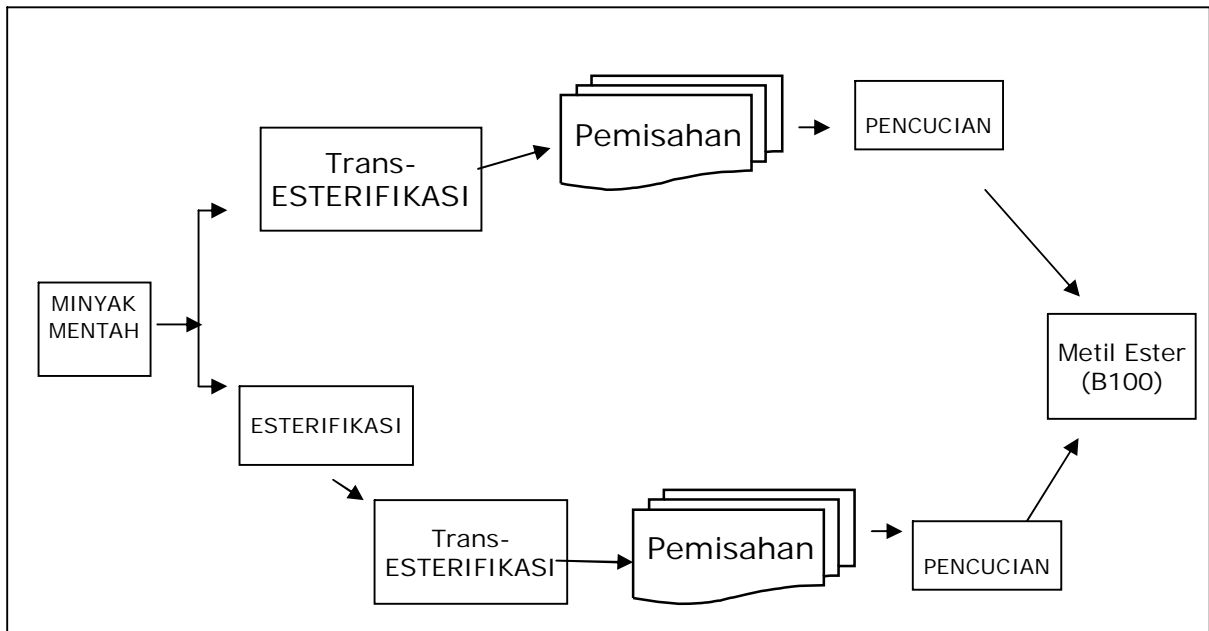 MINYAK
MENTAH
Trans-
ESTERIFIKASI
Pemisahan
PENCUCIAN
ESTERIFIKASI
Trans-
ESTERIFIKASI
Pemisahan
PENCUCIAN
Metil Ester
(B100)